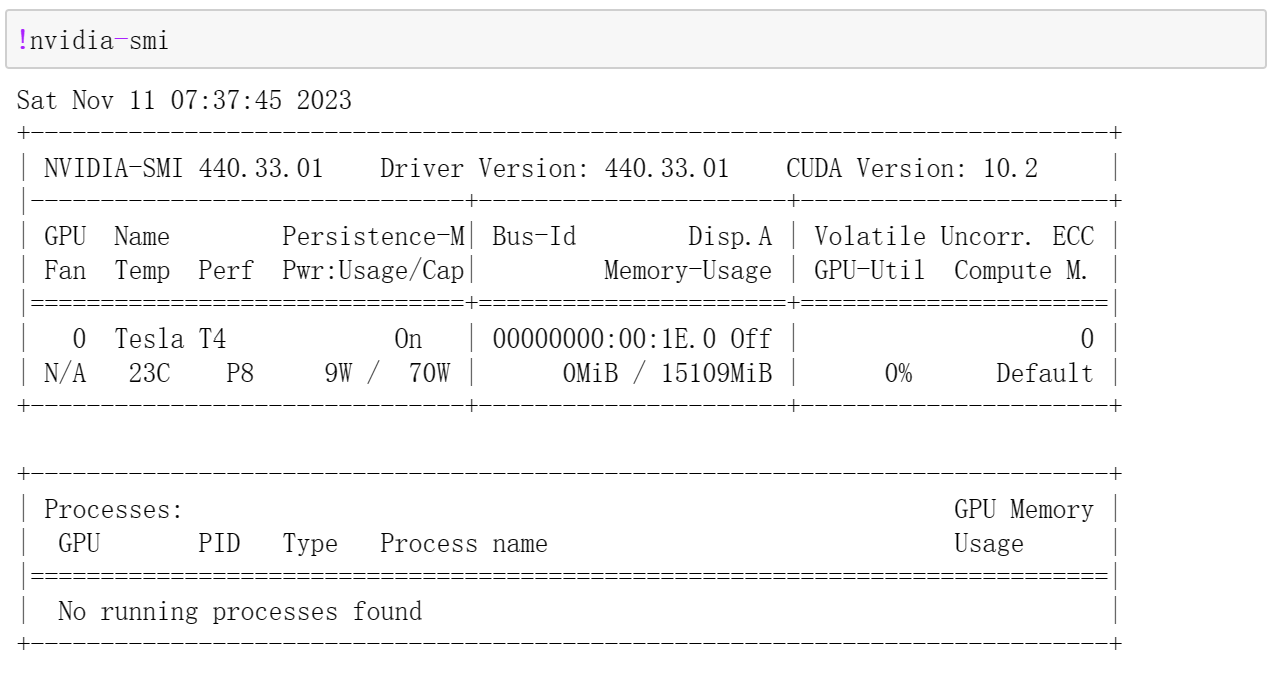 !nvidia-smi
Sat Nov 11 07:37:45 2023
+-----------------------------------------------------------------------------+
| NVIDIA-SMI 440.33.01    Driver Version: 440.33.01    CUDA Version: 10.2     |
|-------------------------------+----------------------+----------------------+
| GPU  Name        Persistence-M| Bus-Id        Disp.A | Volatile Uncorr. ECC |
| Fan  Temp  Perf  Pwr:Usage/Cap|         Memory-Usage | GPU-Util  Compute M. |
|===============================+======================+======================|
|   0  Tesla T4            On   | 00000000:00:1E.0 Off |                    0 |
| N/A   23C    P8     9W /  70W |      0MiB / 15109MiB |      0%      Default |
+-------------------------------+----------------------+----------------------+

+-----------------------------------------------------------------------------+
| Processes:                                                       GPU Memory |
|  GPU       PID   Type   Process name                             Usage      |
|=============================================================================|
|  No running processes found                                                 |
+-----------------------------------------------------------------------------+